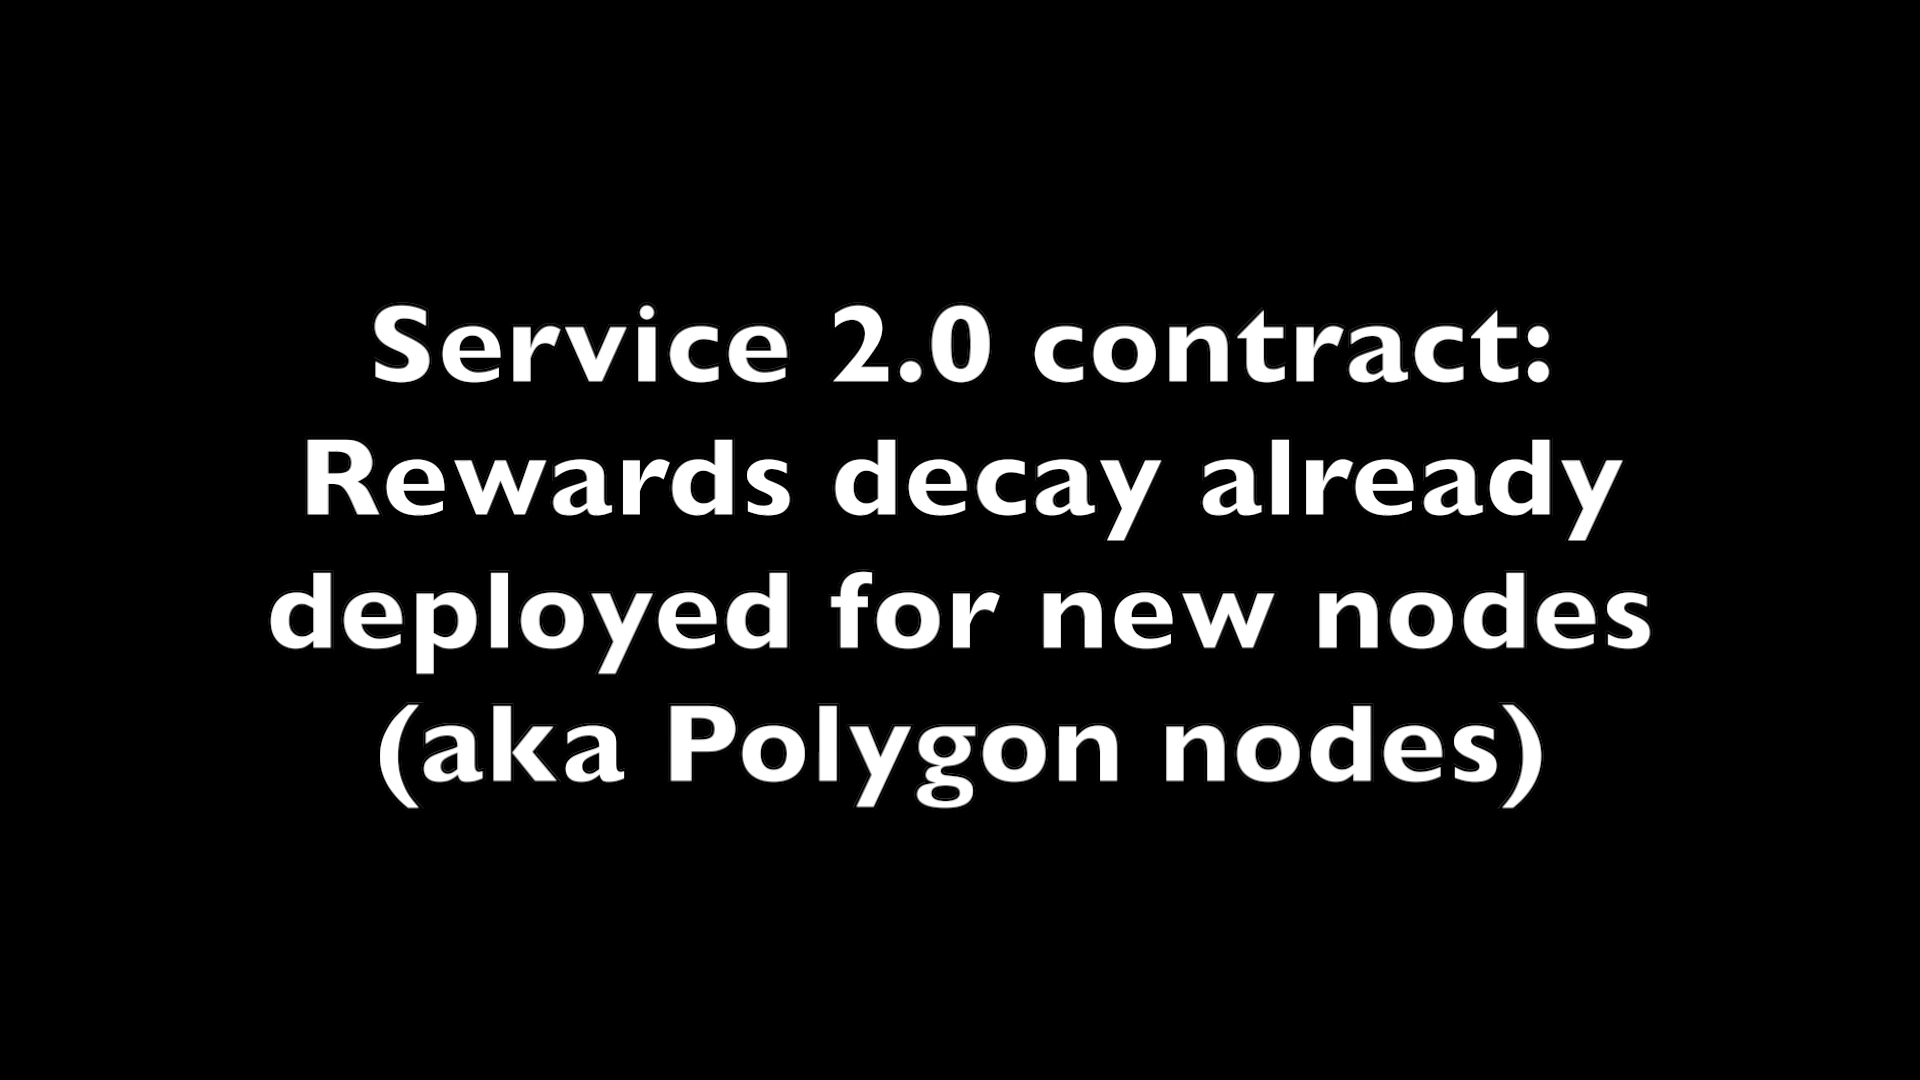 Service 2.0 contract:
Rewards decay already
deployed for new nodes
(aka Polygon nodes)